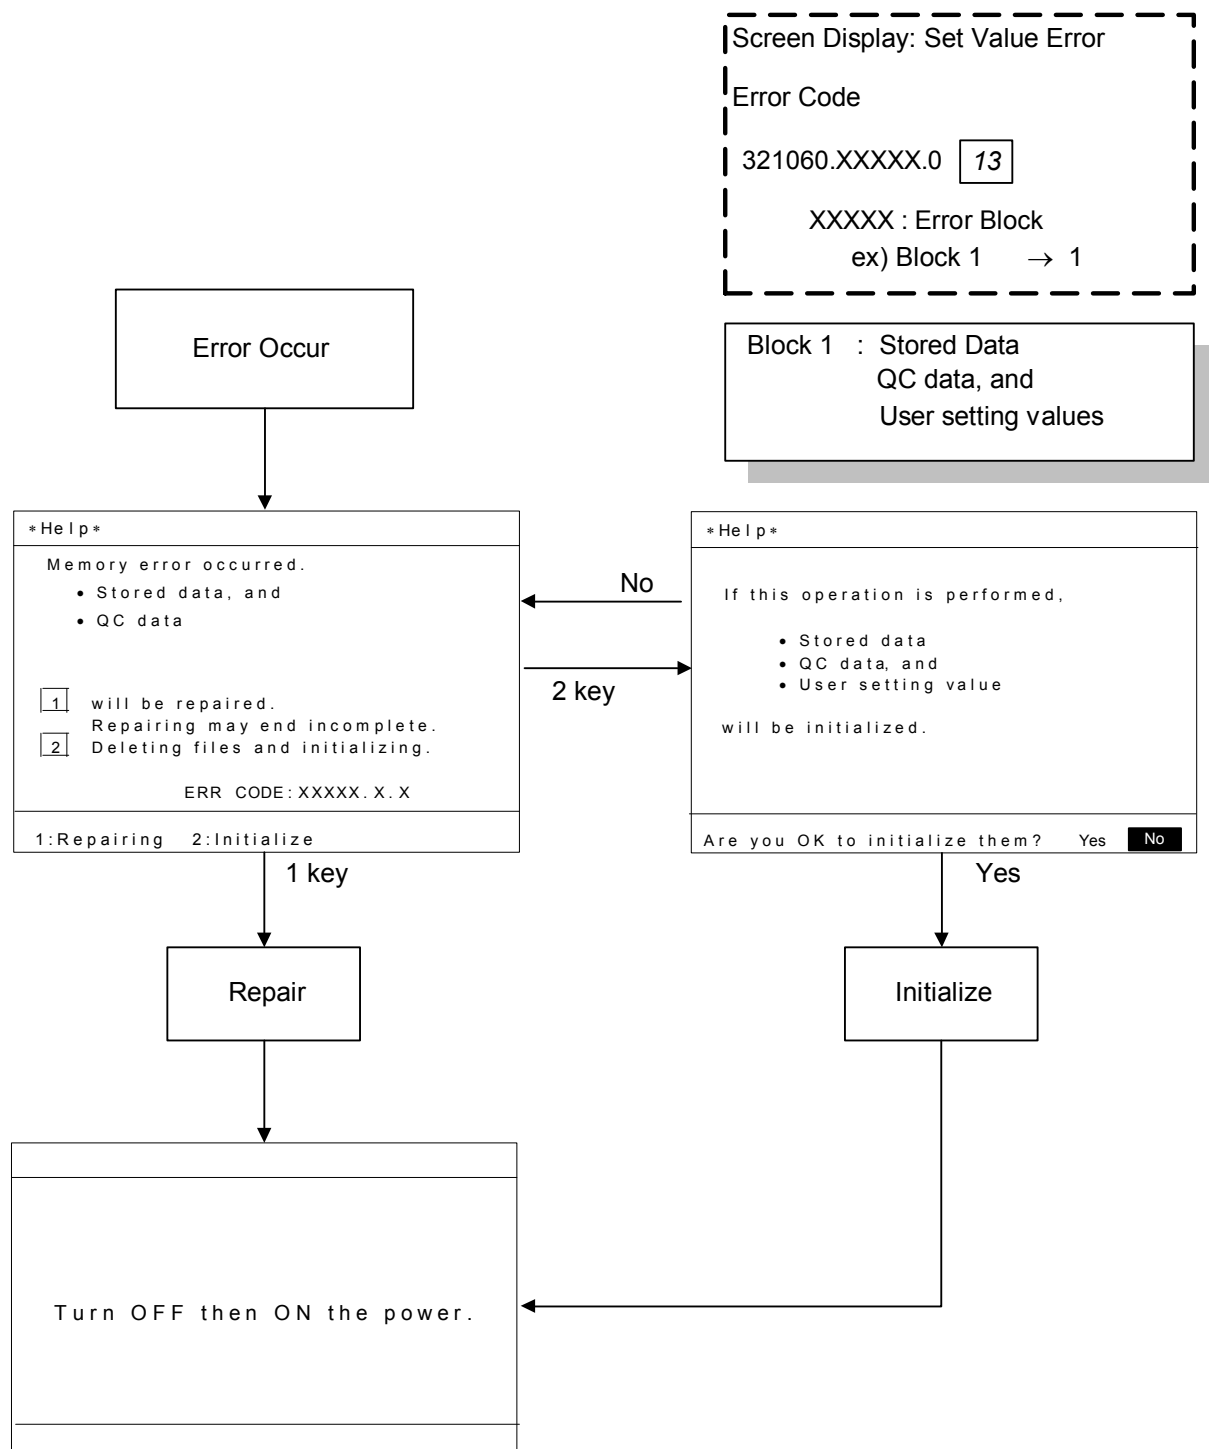 Screen Display: Set Value Error
Error Code
321060.XXXXX.0 13
XXXXX : Error Block
ex) Block 1 → 1
Error Occur
Block 1 : Stored Data
QC data, and
User setting values
*Help*
Memory error occurred.
• Stored data, and
• QC data
1 will be repaired.
Repairing may end incomplete.
2 Deleting files and initializing.
ERR CODE:XXXXX.X.X
1:Repairing 2:Initialize
No
2 key
*Help*
If this operation is performed,
• Stored data
• QC data, and
• User setting value
will be initialized.
Are you OK to initialize them? Yes No
1 key
Yes
Repair
Initialize
Turn OFF then ON the power.